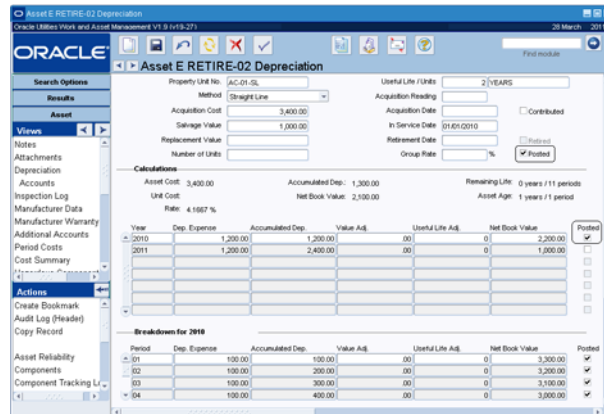 Asset E RETIRE-02 Depreciation
Oracle Utilities Work and Asset Management V1.9 (v19-27) 28 March 2011
ORACLE
Find module
Asset E RETIRE-02 Depreciation
Search Options
Results
Asset
Views
Notes
Attachments
Depreciation
Accounts
Inspection Log
Manufacturer Data
Manufacturer Warranty
Additional Accounts
Period Costs
Cost Summary
Actions
Create Bookmark
Audit Log (Header)
Copy Record
Asset Reliability
Components
Component Tracking
Property Unit No. AC-01-SL Useful Life / Units 2 YEARS
Method Straight Line Acquisition Reading
Acquisition Cost 3,400.00 Acquisition Date Contributed
Salvage Value 1,000.00 In Service Date 01/01/2010
Replacement Value Retirement Date Retired
Number of Units Group Rate % Posted
Calculations
Asset Cost: 3,400.00 Accumulated Dep.: 1,300.00 Remaining Life: 0 years / 11 periods
Unit Cost: Net Book Value: 2,100.00 Asset Age: 1 years / 1 period
Rate: 4.1667 %
Year Dep. Expense Accumulated Dep. Value Adj. Useful Life Adj. Net Book Value Posted
2010 1,200.00 1,200.00 .00 0 2,200.00
2011 1,200.00 2,400.00 .00 0 1,000.00
Breakdown for 2010
Period Dep. Expense Accumulated Dep. Value Adj. Useful Life Adj. Net Book Value Posted
01 100.00 100.00 .00 0 3,300.00
02 100.00 200.00 .00 0 3,200.00
03 100.00 300.00 .00 0 3,100.00
04 100.00 400.00 .00 0 3,000.00